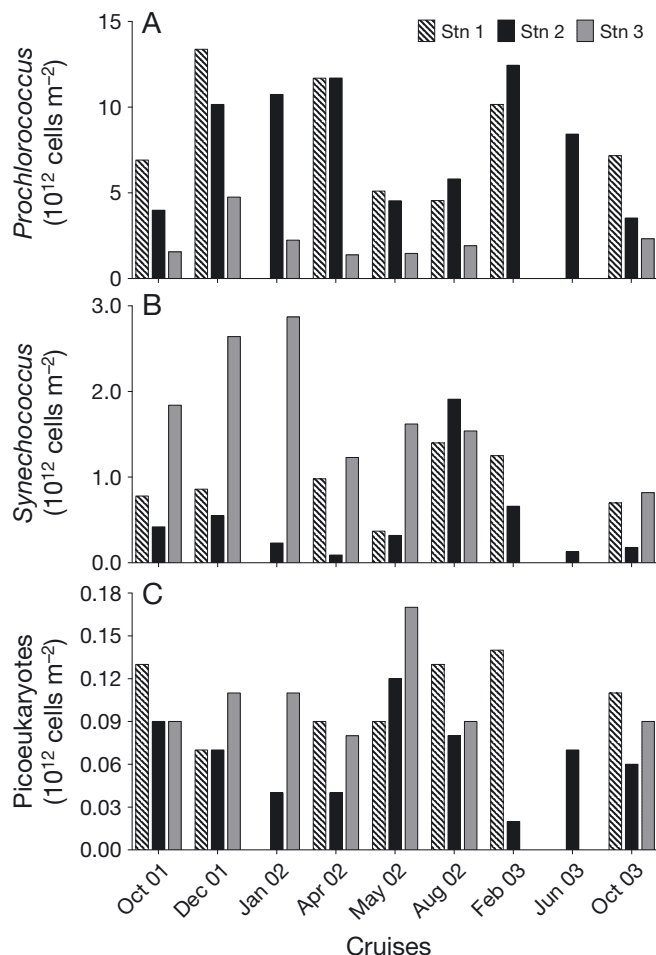 A
Stn 1 Stn 2 Stn 3
Prochlorococcus
(10¹² cells m⁻²)
15
10
5
0
B
Synechococcus
(10¹² cells m⁻²)
3.0
2.0
1.0
0.0
C
Picoeukaryotes
(10¹² cells m⁻²)
0.18
0.15
0.12
0.09
0.06
0.03
0.00
Oct 01
Dec 01
Jan 02
Apr 02
May 02
Aug 02
Feb 03
Jun 03
Oct 03
Cruises